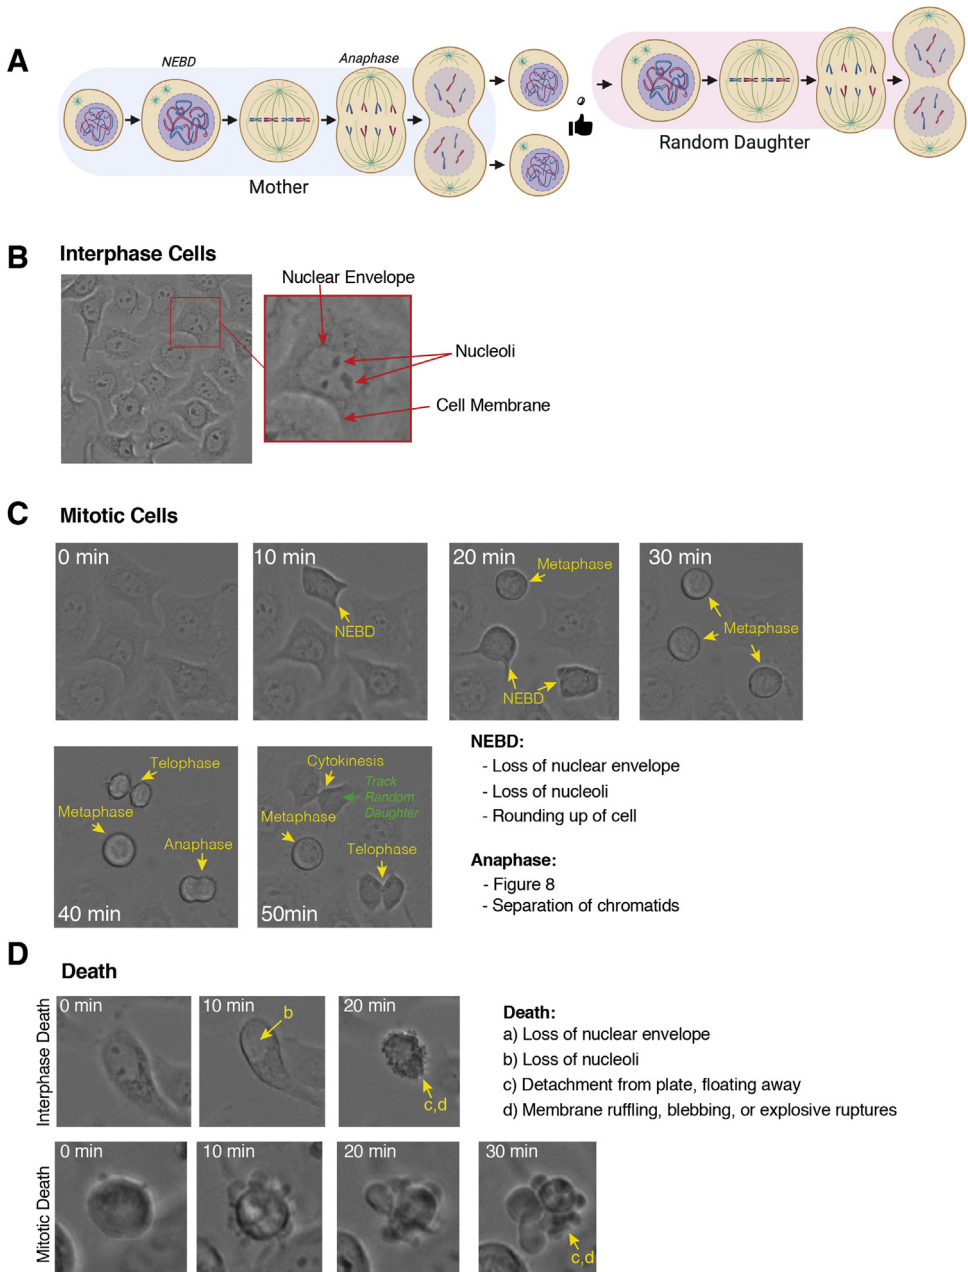 A
NEBD
Anaphase
Mother
Random Daughter
B
Interphase Cells
Nuclear Envelope
Nucleoli
Cell Membrane
C
Mitotic Cells
0 min
10 min
NEBD
20 min
Metaphase
NEBD
30 min
Metaphase
Telophase
Metaphase
Anaphase
40 min
Cytokinesis
Track
Random
Daughter
Metaphase
Telophase
50min
NEBD:
- Loss of nuclear envelope
- Loss of nucleoli
- Rounding up of cell
Anaphase:
- Figure 8
- Separation of chromatids
D
Death
Interphase Death
0 min
10 min
b
20 min
c,d
Death:
a) Loss of nuclear envelope
b) Loss of nucleoli
c) Detachment from plate, floating away
d) Membrane ruffling, blebbing, or explosive ruptures
Mitotic Death
0 min
10 min
20 min
30 min
c,d